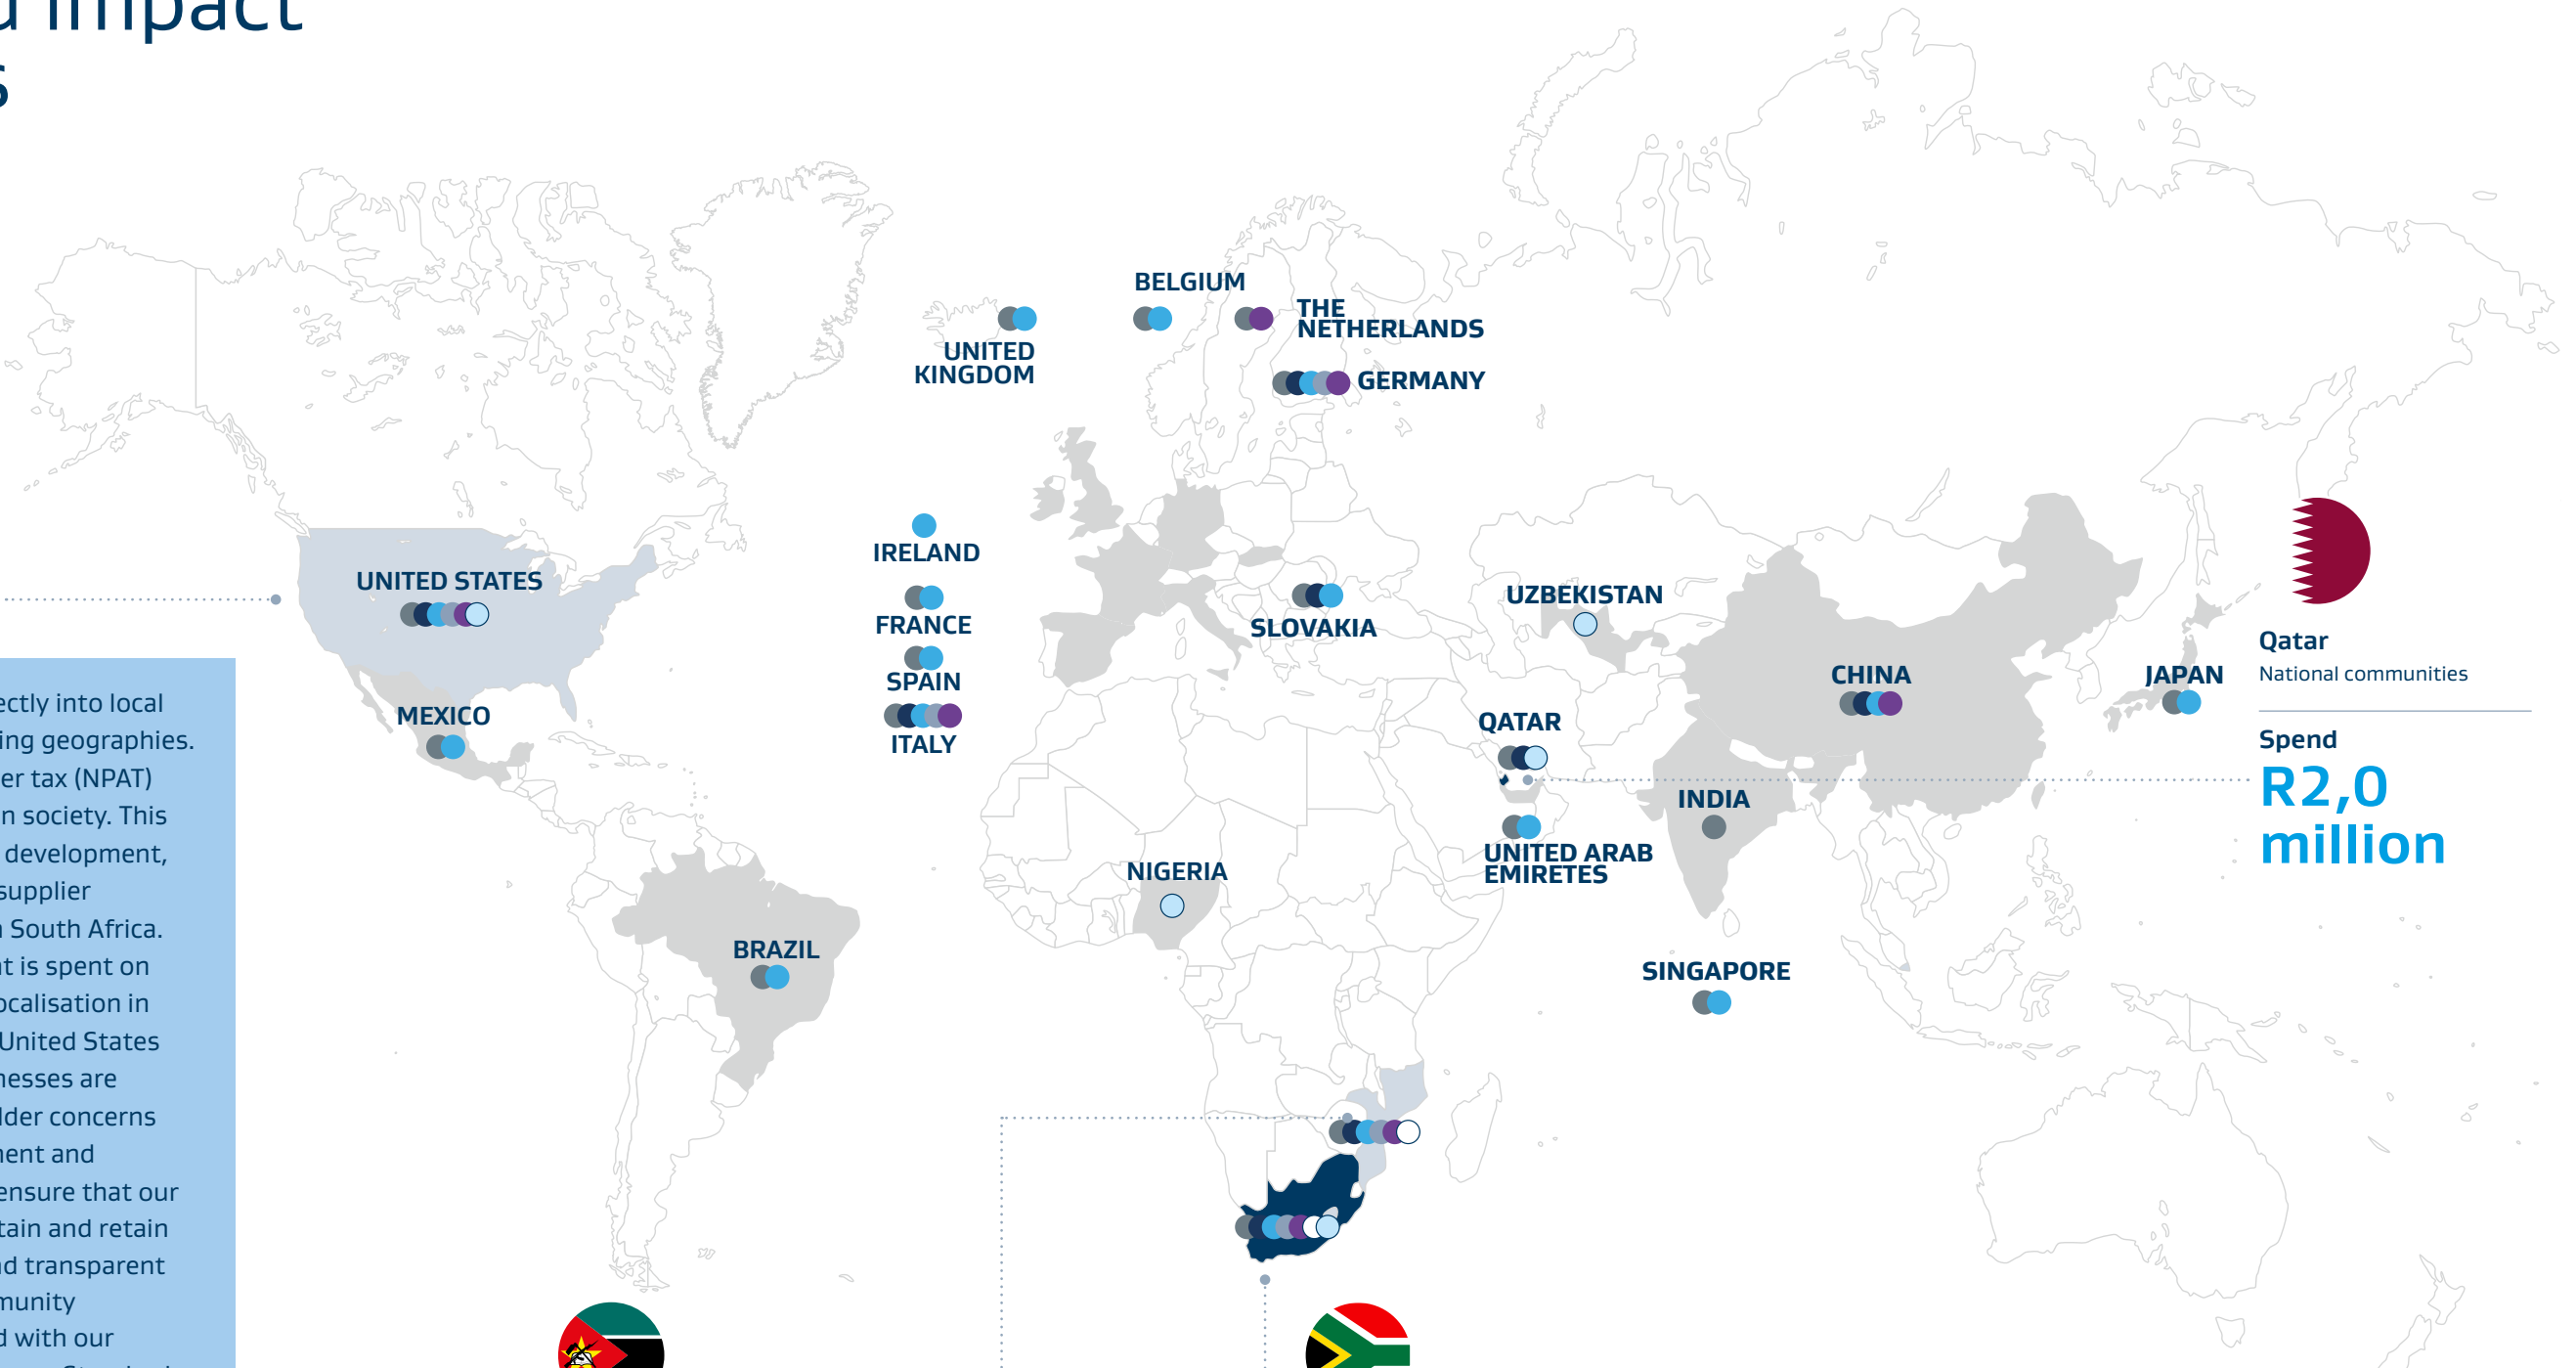 impact
s
BELGIUM
THE
NETHERLANDS
UNITED
KINGDOM
GERMANY
IRELAND
FRANCE
SPAIN
ITALY
SLOVAKIA
UNITED STATES
MEXICO
UZBEKISTAN
CHINA
JAPAN
QATAR
INDIA
UNITED ARAB
EMIRETES
NIGERIA
BRAZIL
SINGAPORE
Qatar
National communities
Spend
R2,0
million
ectly into local
ing geographies.
er tax (NPAT)
n society. This
development,
supplier
South Africa.
t is spent on
ocalisation in
United States
nesses are
lder concerns
ment and
ensure that our
tain and retain
nd transparent
munity
d with our